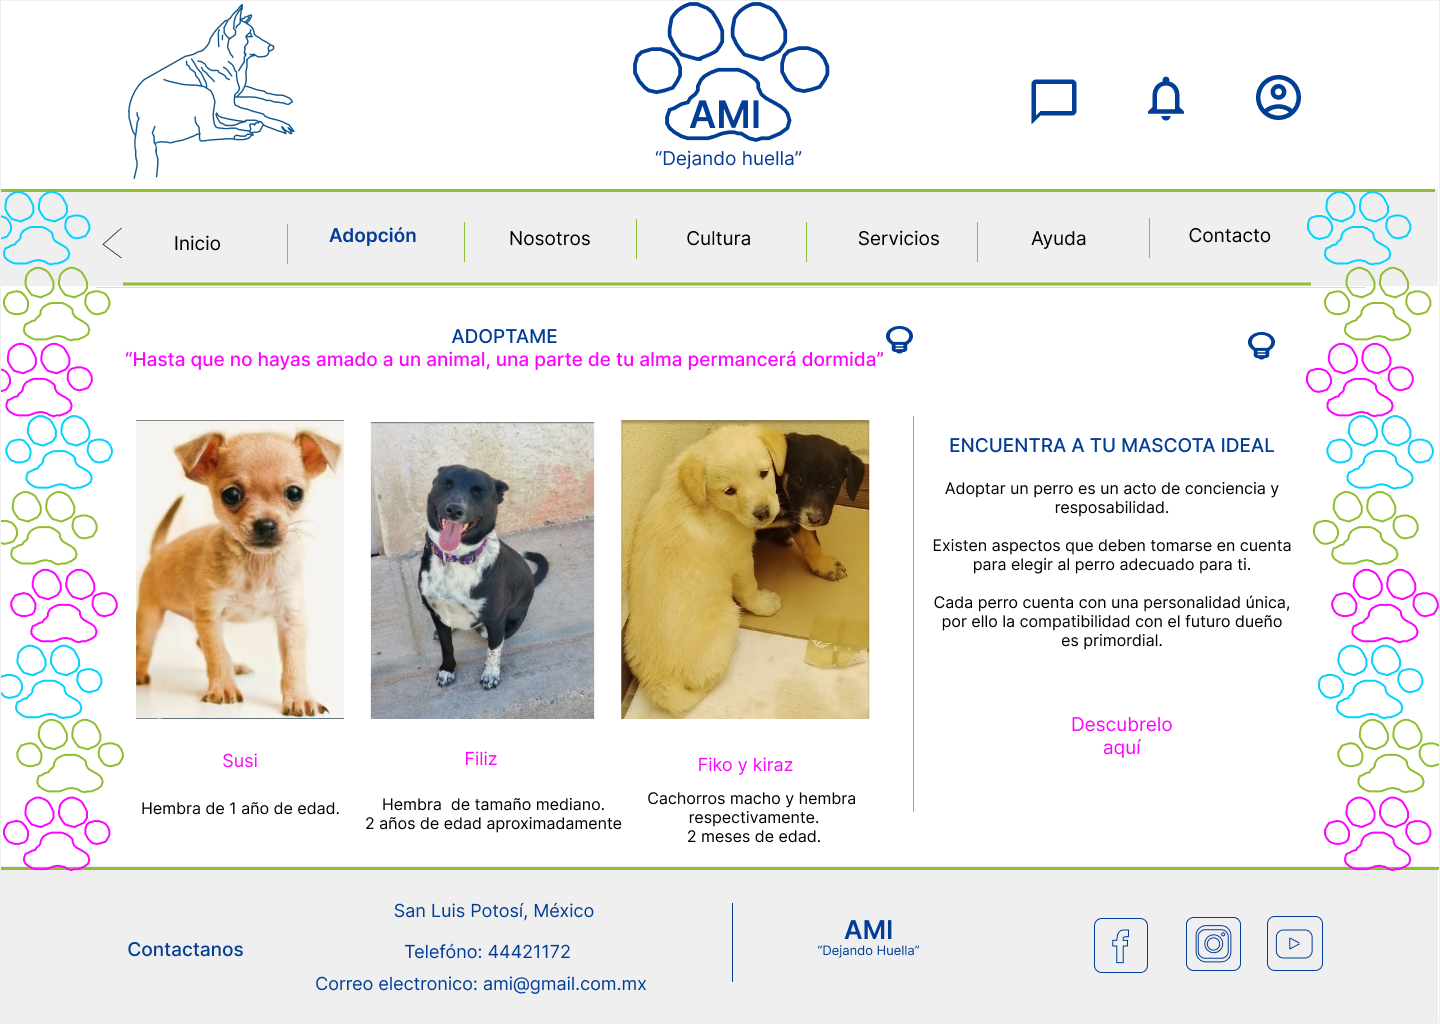 AMI
“Dejando huella”
Inicio
Adopción
Nosotros
Cultura
Servicios
Ayuda
Contacto
ADOPTAME
“Hasta que no hayas amado a un animal, una parte de tu alma permancerá dormida”
Susi
Hembra de 1 año de edad.
Filiz
Hembra  de tamaño mediano.
2 años de edad aproximadamente
Fiko y kiraz
Cachorros macho y hembra
respectivamente.
2 meses de edad.
ENCUENTRA A TU MASCOTA IDEAL
Adoptar un perro es un acto de conciencia y
resposabilidad.
Existen aspectos que deben tomarse en cuenta
para elegir al perro adecuado para ti.
Cada perro cuenta con una personalidad única,
por ello la compatibilidad con el futuro dueño
es primordial.
Descubrelo
aquí
Contactanos
San Luis Potosí, México
Telefóno: 44421172
Correo electronico: ami@gmail.com.mx
AMI
“Dejando Huella”